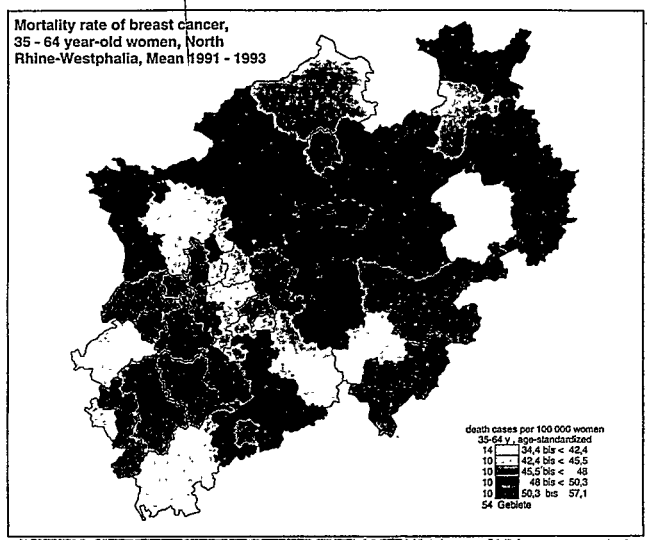 Mortality rate of breast cancer,
35 - 64 year-old women, North
Rhine-Westphalia, Mean 1991 - 1993
death cases per 100 000 women
35-64 y , age-standardized
14 34,4 bis < 42,4
10 42,4 bis < 45,5
10 45,5 bis < 48
10 48 bis < 50,3
10 50,3 bis 57,1
54 Gebiete